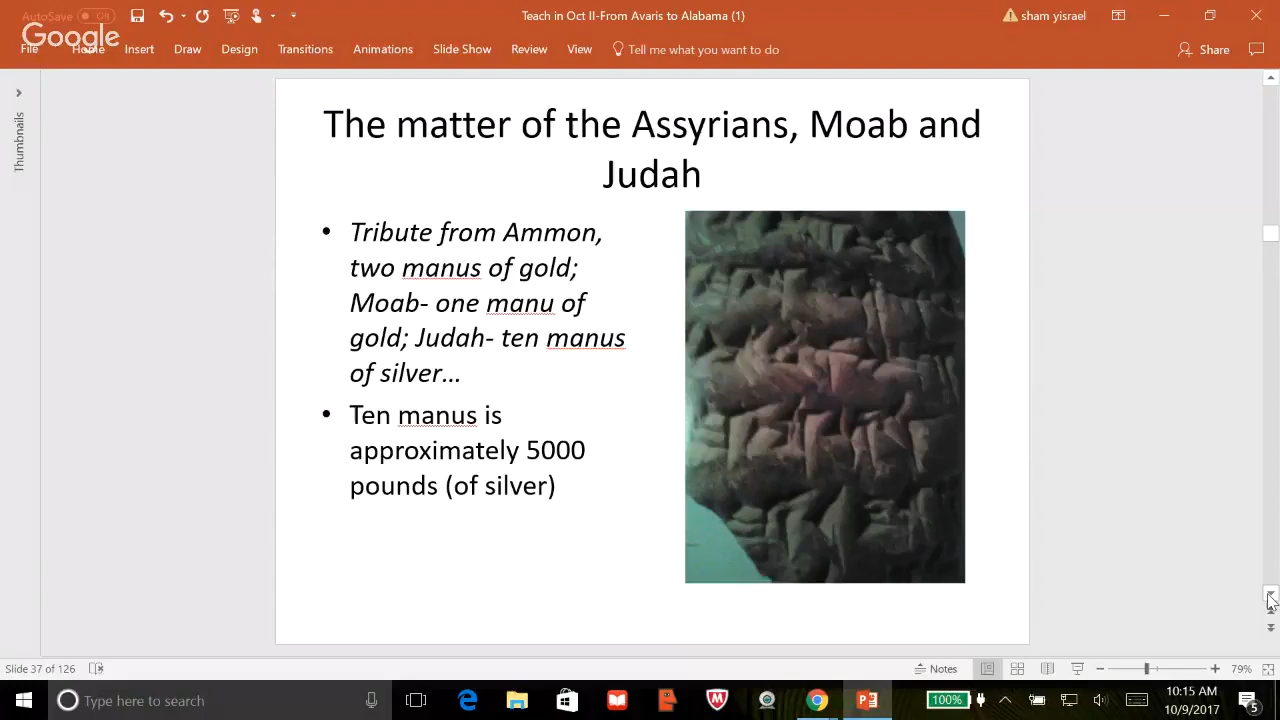 AutoSave Off
Teach in Oct II-From Avaris to Alabama (1)
sham yisrael
Google
File Home Insert Draw Design Transitions Animations Slide Show Review View Tell me what you want to do Share
Thumbnails
The matter of the Assyrians, Moab and
Judah
• Tribute from Ammon,
two manus of gold;
Moab- one manu of
gold; Judah- ten manus
of silver…
• Ten manus is
approximately 5000
pounds (of silver)
Slide 37 of 126 Notes 79%
Type here to search 100% 10:15 AM
10/9/2017 5